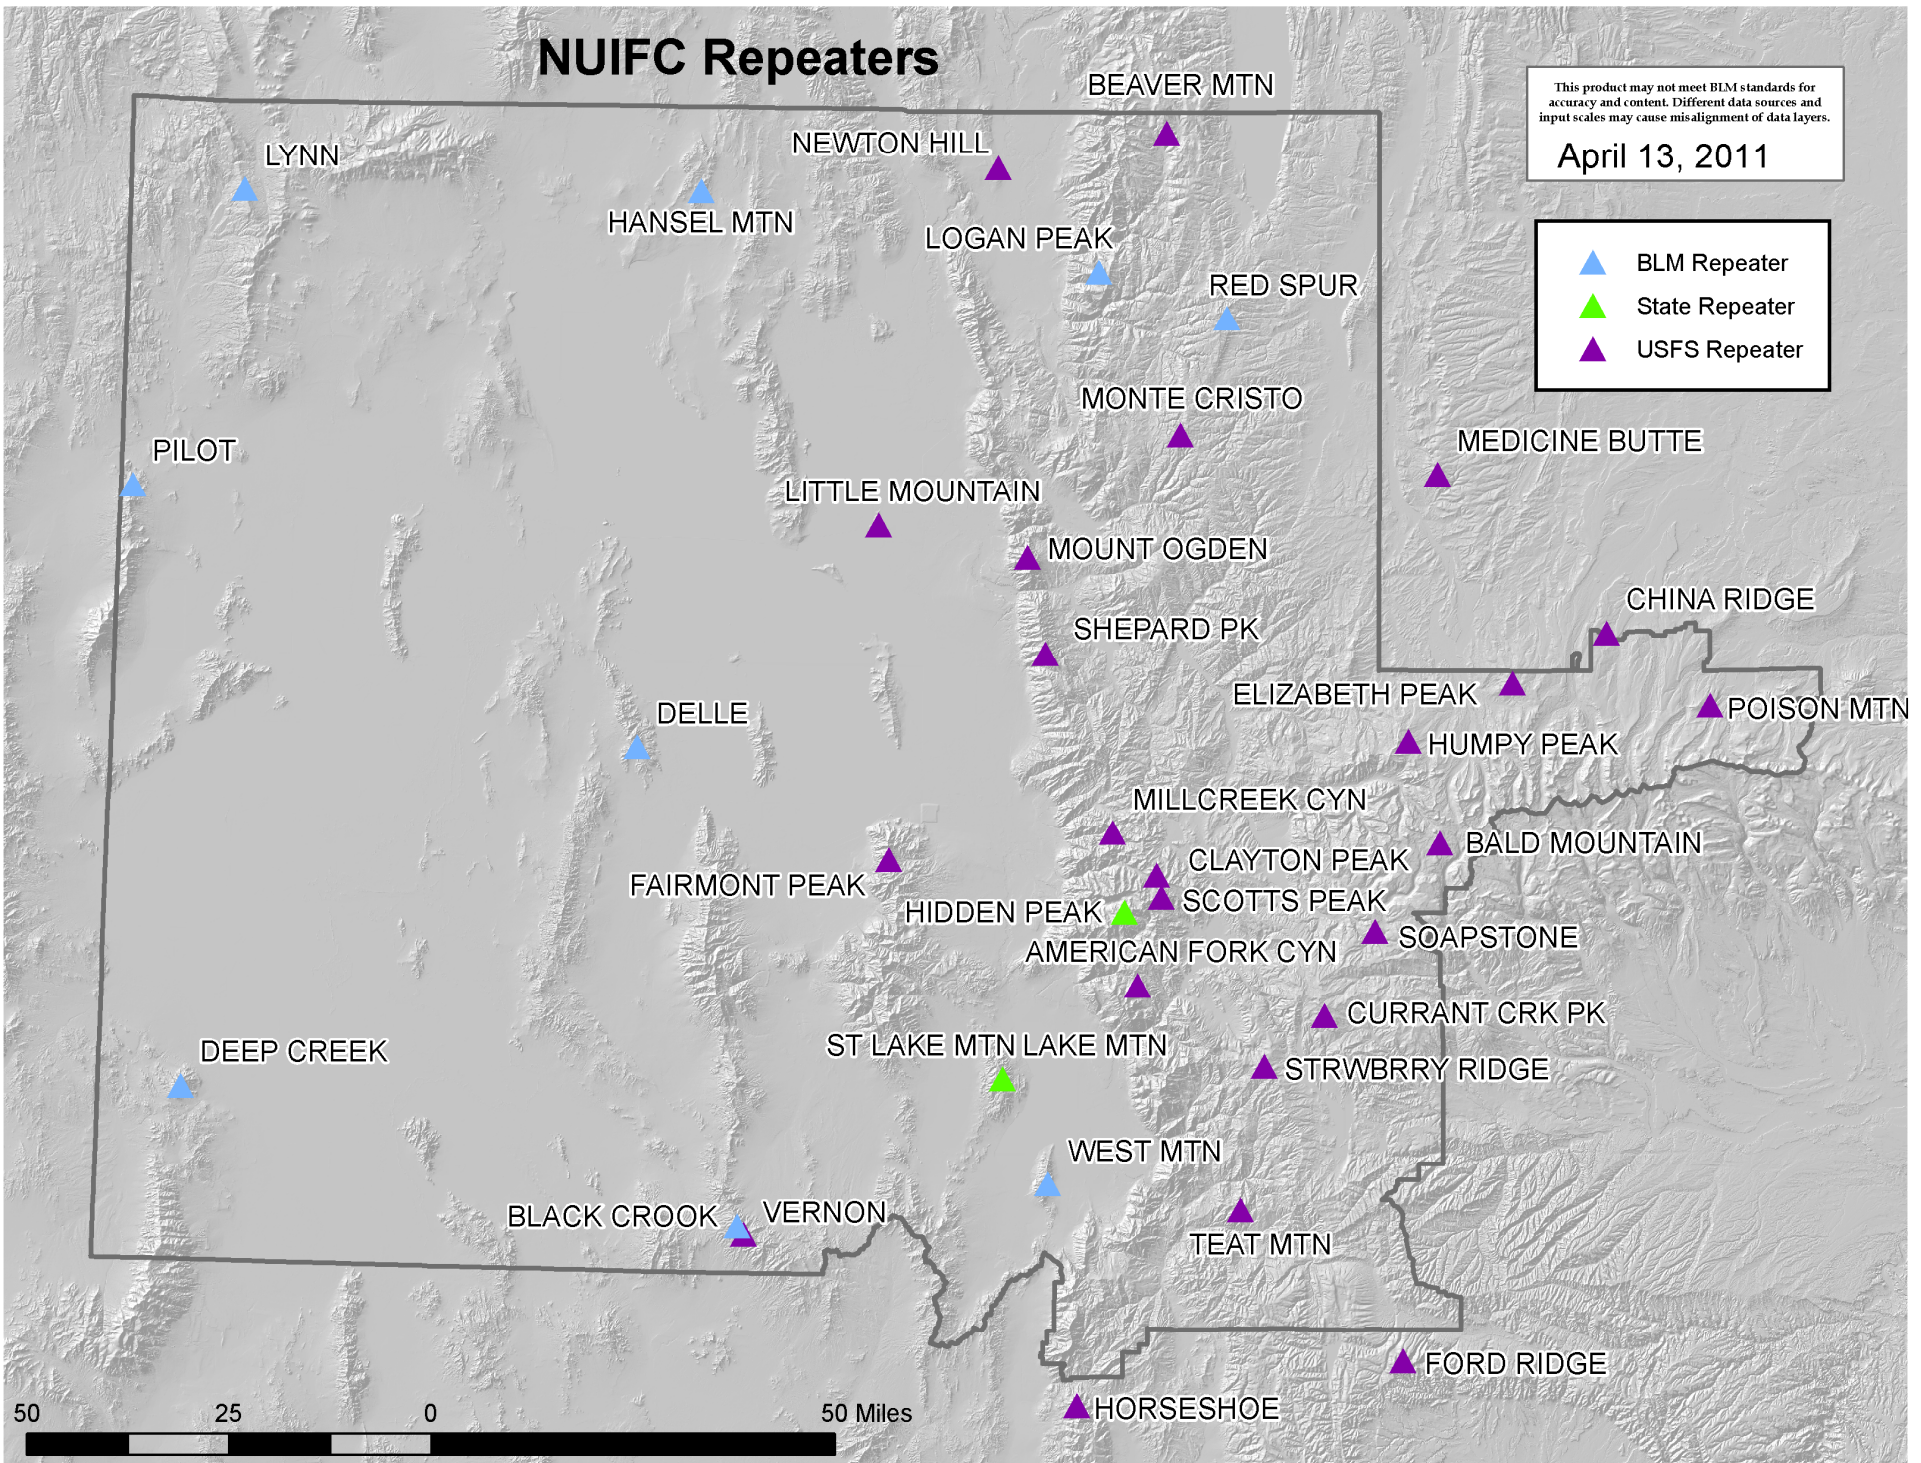 NUIFC Repeaters
This product may not meet BLM standards for
accuracy and content. Different data sources and
input scales may cause misalignment of data layers.
April 13, 2011
BLM Repeater
State Repeater
USFS Repeater
BEAVER MTN
NEWTON HILL
LYNN
HANSEL MTN
LOGAN PEAK
RED SPUR
MONTE CRISTO
MEDICINE BUTTE
PILOT
LITTLE MOUNTAIN
MOUNT OGDEN
CHINA RIDGE
SHEPARD PK
ELIZABETH PEAK
POISON MTN
DELLE
HUMPY PEAK
MILLCREEK CYN
BALD MOUNTAIN
CLAYTON PEAK
FAIRMONT PEAK
SCOTTS PEAK
HIDDEN PEAK
SOAPSTONE
AMERICAN FORK CYN
CURRANT CRK PK
ST LAKE MTN LAKE MTN
DEEP CREEK
STRWBRRY RIDGE
WEST MTN
BLACK CROOK
VERNON
TEAT MTN
FORD RIDGE
HORSESHOE
50 25 0 50 Miles